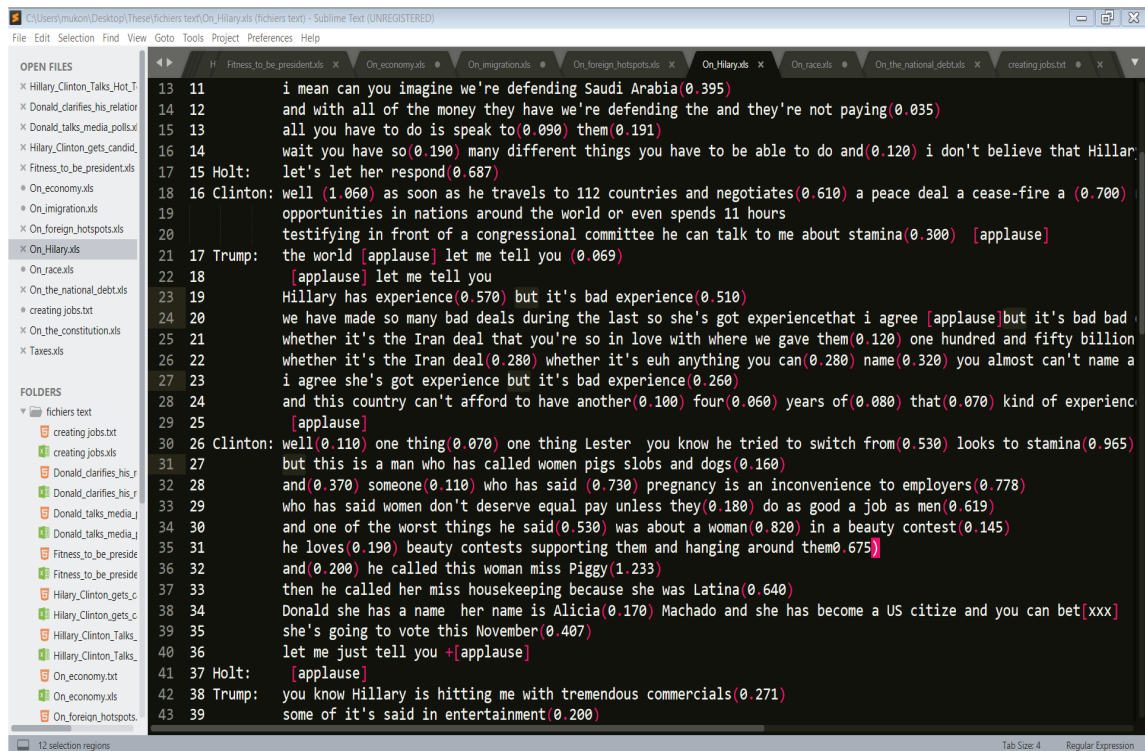 C:\Users\mukon\Desktop\These\fichiers text\On_Hilary.xls (fichiers text) - Sublime Text (UNREGISTERED)
File Edit Selection Find View Goto Tools Project Preferences Help
OPEN FILES
Hillary_Clinton_Talks_Hot_T
Donald_clarifies_his_relation
Donald_talks_media_polls.xl
Hilary_Clinton_gets_candid_
Fitness_to_be_president.xls
On_economy.xls
On_imigration.xls
On_foreign_hotspots.xls
On_Hilary.xls
On_race.xls
On_the_national_debt.xls
creating jobs.txt
On_the_constitution.xls
Taxes.xls
FOLDERS
fichiers text
creating jobs.txt
creating jobs.xls
Donald_clarifies_his_r
Donald_clarifies_his_r
Donald_talks_media_p
Donald_talks_media_p
Fitness_to_be_preside
Fitness_to_be_preside
Hilary_Clinton_gets_c
Hilary_Clinton_gets_c
Hillary_Clinton_Talks_
Hillary_Clinton_Talks_
On_economy.txt
On_economy.xls
On_foreign_hotspots.
H Fitness_to_be_president.xls x On_economy.xls On_imigration.xls On_foreign_hotspots.xls x On_Hilary.xls x On_race.xls On_the_national_debt.xls x creating jobs.txt x
13 11 i mean can you imagine we're defending Saudi Arabia(0.395)
14 12 and with all of the money they have we're defending the and they're not paying(0.035)
15 13 all you have to do is speak to(0.090) them(0.191)
16 14 wait you have so(0.190) many different things you have to be able to do and(0.120) i don't believe that Hillar
17 15 Holt: let's let her respond(0.687)
18 16 Clinton: well (1.060) as soon as he travels to 112 countries and negotiates(0.610) a peace deal a cease-fire a (0.700)
19 opportunities in nations around the world or even spends 11 hours
20 testifying in front of a congressional committee he can talk to me about stamina(0.300) [applause]
21 17 Trump: the world [applause] let me tell you (0.069)
22 18 [applause] let me tell you
23 19 Hillary has experience(0.570) but it's bad experience(0.510)
24 20 we have made so many bad deals during the last so she's got experiencethat i agree [applause]but it's bad bad
25 21 whether it's the Iran deal that you're so in love with where we gave them(0.120) one hundred and fifty billion
26 22 whether it's the Iran deal(0.280) whether it's euh anything you can(0.280) name(0.320) you almost can't name a
27 23 i agree she's got experience but it's bad experience(0.260)
28 24 and this country can't afford to have another(0.100) four(0.060) years of(0.080) that(0.070) kind of experienc
29 25 [applause]
30 26 Clinton: well(0.110) one thing(0.070) one thing Lester you know he tried to switch from(0.530) looks to stamina(0.965)
31 27 but this is a man who has called women pigs slobs and dogs(0.160)
32 28 and(0.370) someone(0.110) who has said (0.730) pregnancy is an inconvenience to employers(0.778)
33 29 who has said women don't deserve equal pay unless they(0.180) do as good a job as men(0.619)
34 30 and one of the worst things he said(0.530) was about a woman(0.820) in a beauty contest(0.145)
35 31 he loves(0.190) beauty contests supporting them and hanging around them0.675)
36 32 and(0.200) he called this woman miss Piggy(1.233)
37 33 then he called her miss housekeeping because she was Latina(0.640)
38 34 Donald she has a name her name is Alicia(0.170) Machado and she has become a US citize and you can bet[xxx]
39 35 she's going to vote this November(0.407)
40 36 let me just tell you +[applause]
41 37 Holt: [applause]
42 38 Trump: you know Hillary is hitting me with tremendous commercials(0.271)
43 39 some of it's said in entertainment(0.200)
12 selection regions
Tab Size: 4 Regular Expression